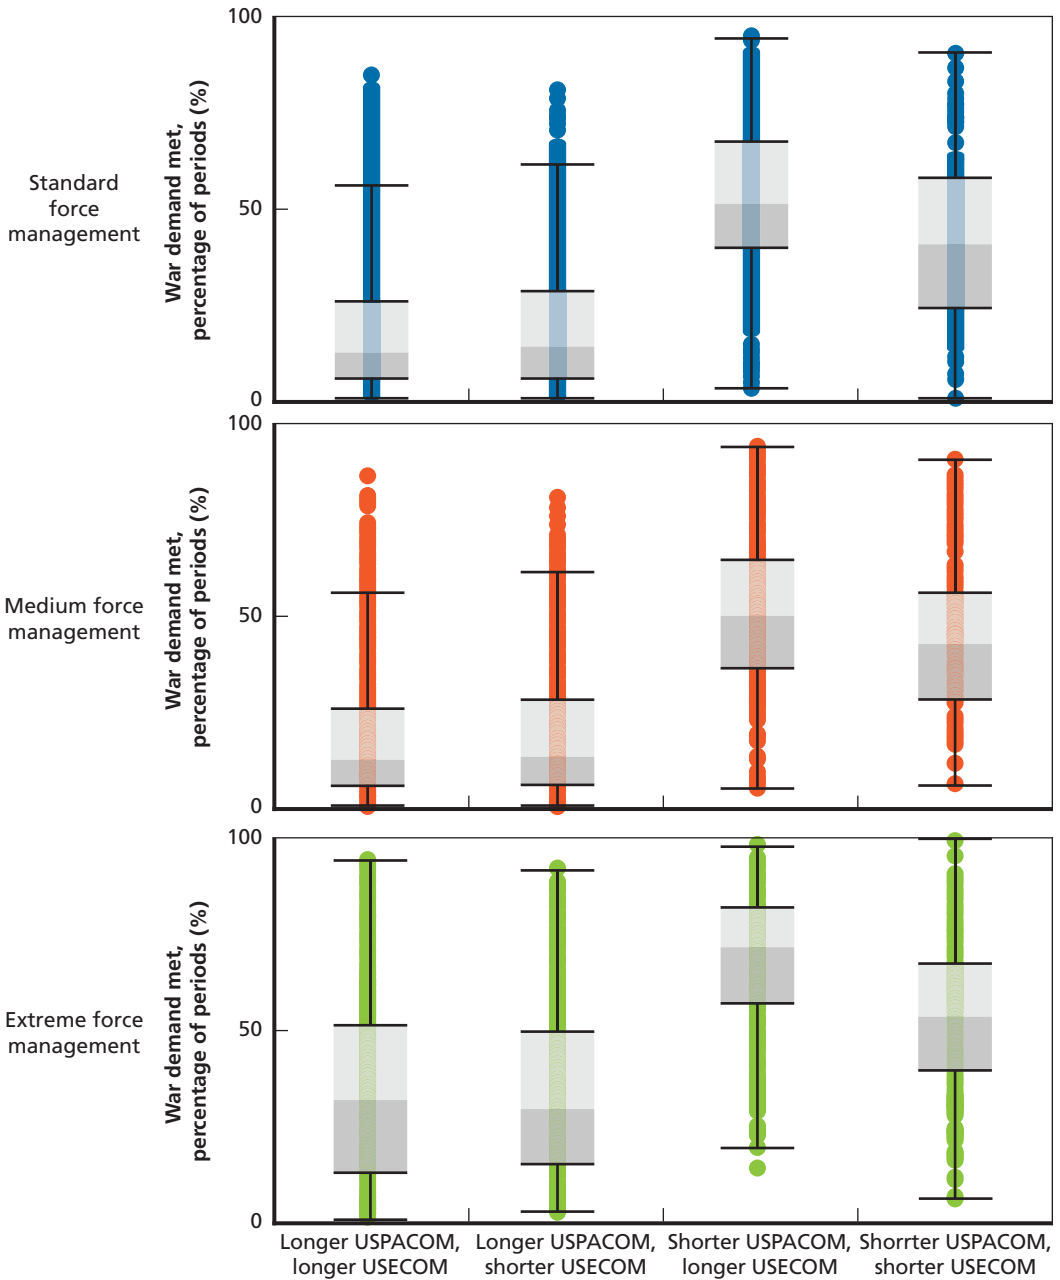 100
Standard
force
management
War demand met,
percentage of periods (%)
50
0
100
Medium force
management
War demand met,
percentage of periods (%)
50
0
100
Extreme force
management
War demand met,
percentage of periods (%)
50
0
Longer USPACOM,
longer USECOM
Longer USPACOM,
shorter USECOM
Shorter USPACOM,
longer USECOM
Shorrter USPACOM,
shorter USECOM